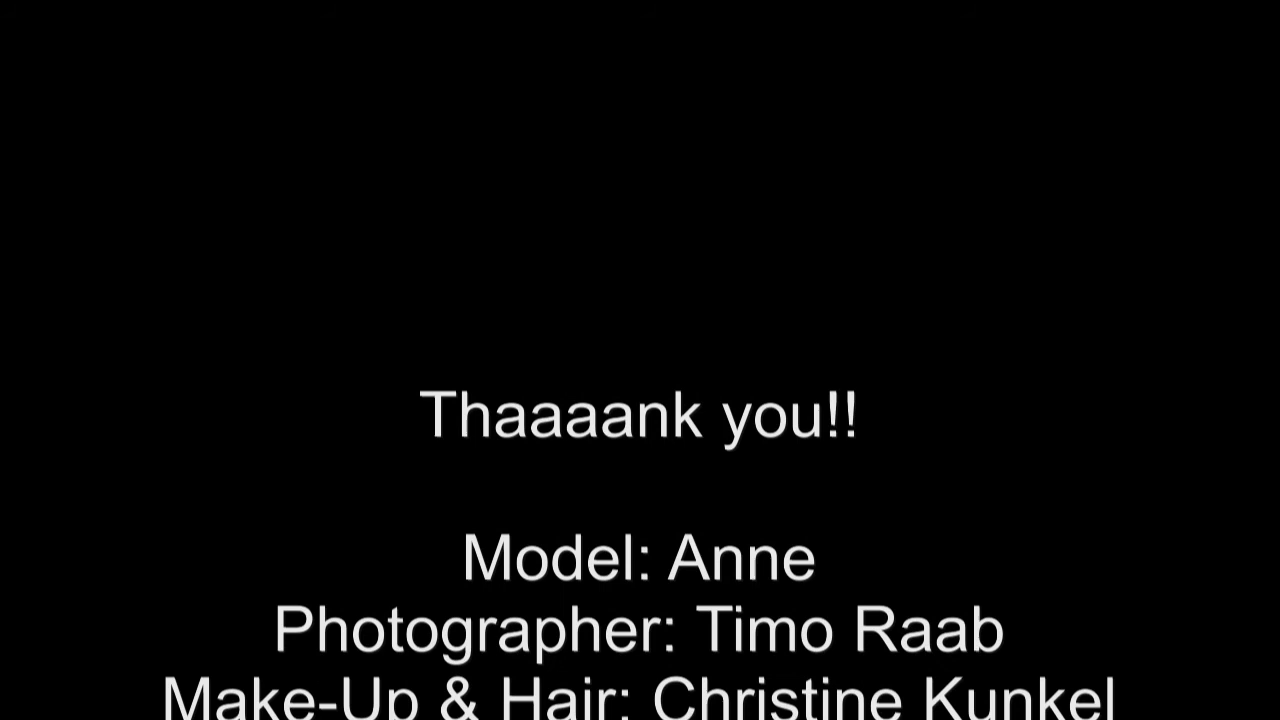 Thaaaank you!!
Model: Anne
Photographer: Timo Raab
Make-Up & Hair: Christine Kunkel